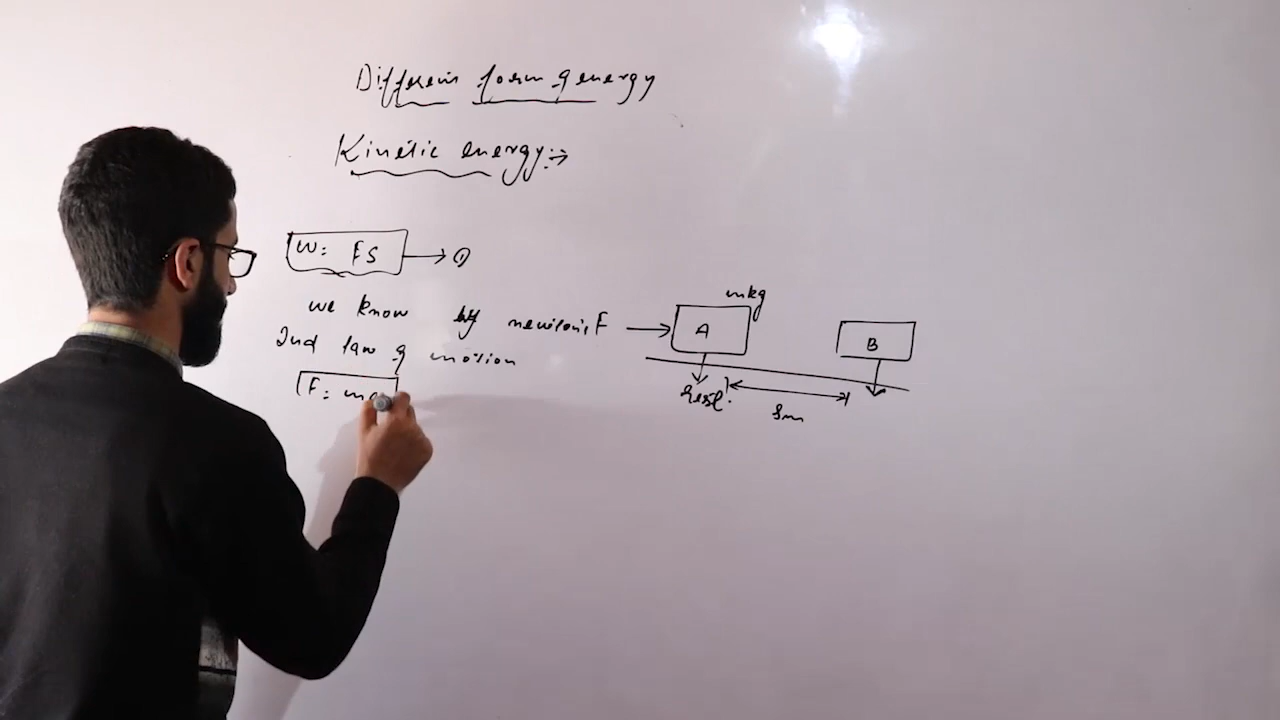 Different form of energy
Kinetic energy :→
W = FS → ①
we know by newton's
2nd law of motion
F = ma
F → A
mkg
B
Rest.
Sm